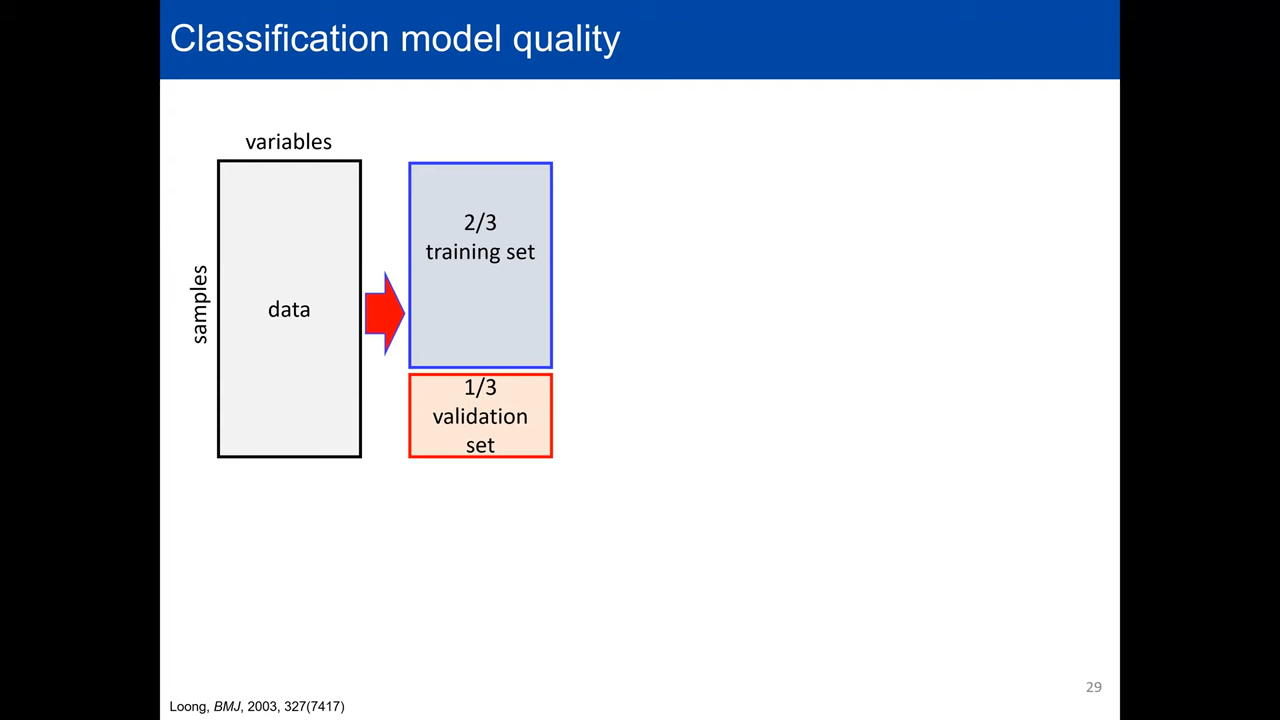 Classification model quality
variables
samples
data
2/3
training set
1/3
validation
set
29
Loong, BMJ, 2003, 327(7417)